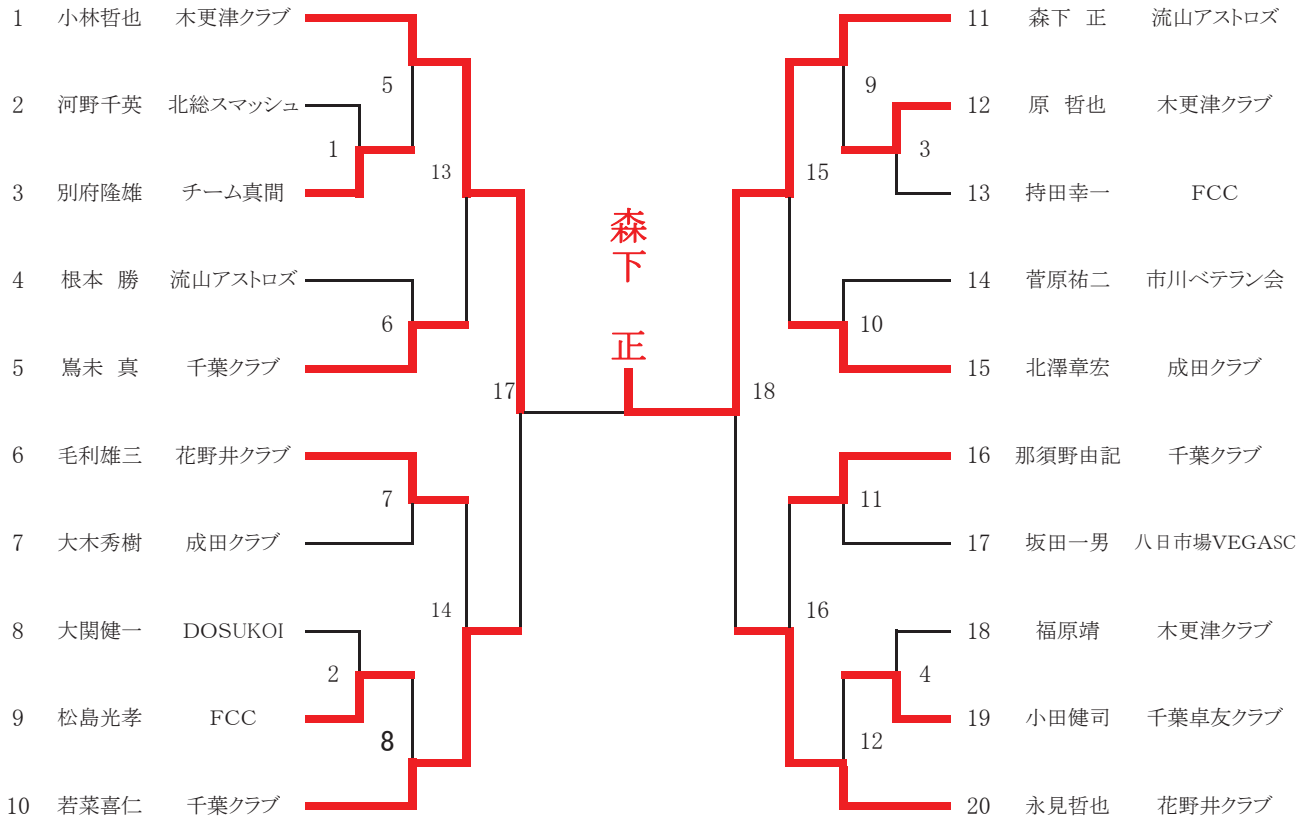 1 小林哲也 木更津クラブ
2 河野千英 北総スマッシュ
3 別府隆雄 チーム真間
4 根本 勝 流山アストロズ
5 嶌末 真 千葉クラブ
6 毛利雄三 花野井クラブ
7 大木秀樹 成田クラブ
8 大関健一 DOSUKOI
9 松島光孝 FCC
10 若菜喜仁 千葉クラブ
5
1
13
6
17
7
14
2
8
森下 正
9
3
15
10
18
11
16
4
12
11 森下 正 流山アストロズ
12 原 哲也 木更津クラブ
13 持田幸一 FCC
14 菅原祐二 市川ベテラン会
15 北澤章宏 成田クラブ
16 那須野由記 千葉クラブ
17 坂田一男 八日市場VEGASC
18 福原靖 木更津クラブ
19 小田健司 千葉卓友クラブ
20 永見哲也 花野井クラブ